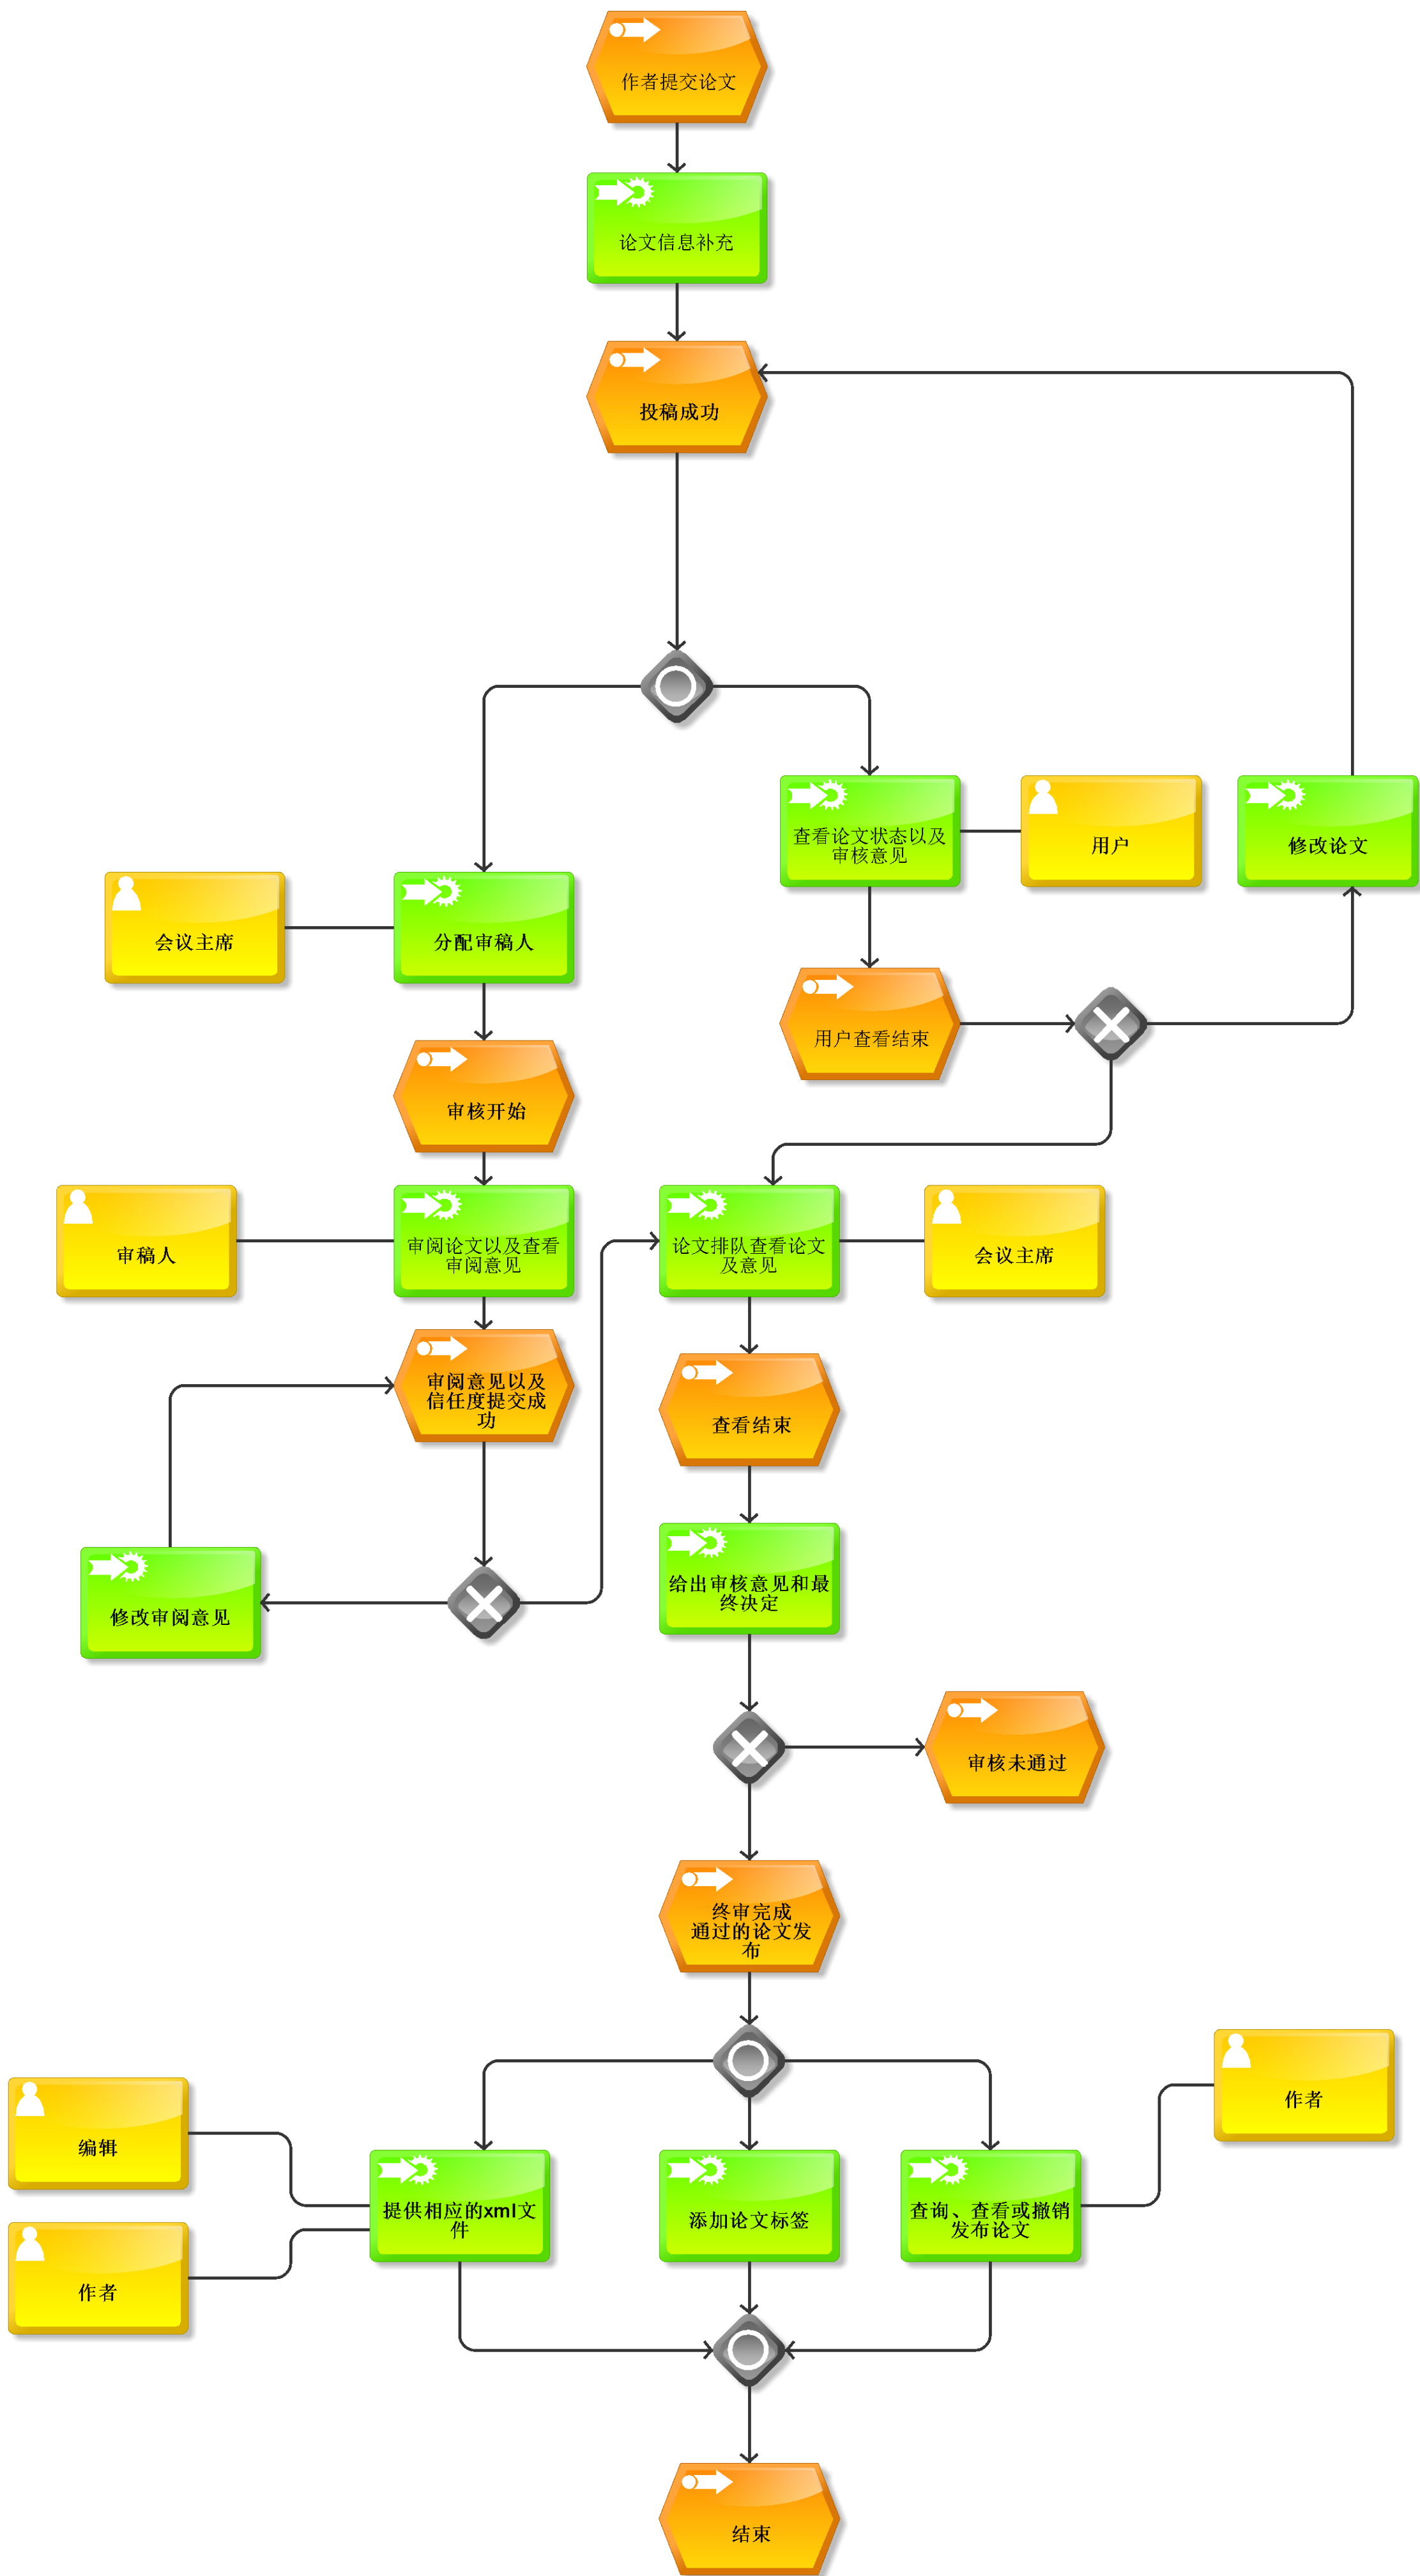 作者提交论文
论文信息补充
投稿成功
查看论文状态以及
审核意见
用户
修改论文
会议主席
分配审稿人
用户查看结束
审核开始
审稿人
审阅论文以及查看
审阅意见
论文排队查看论文
及意见
会议主席
审阅意见以及
信任度提交成
功
查看结束
修改审阅意见
给出审核意见和最
终决定
审核未通过
终审完成
通过的论文发
布
作者
编辑
提供相应的xml文
件
添加论文标签
查询、查看或撤销
发布论文
作者
结束